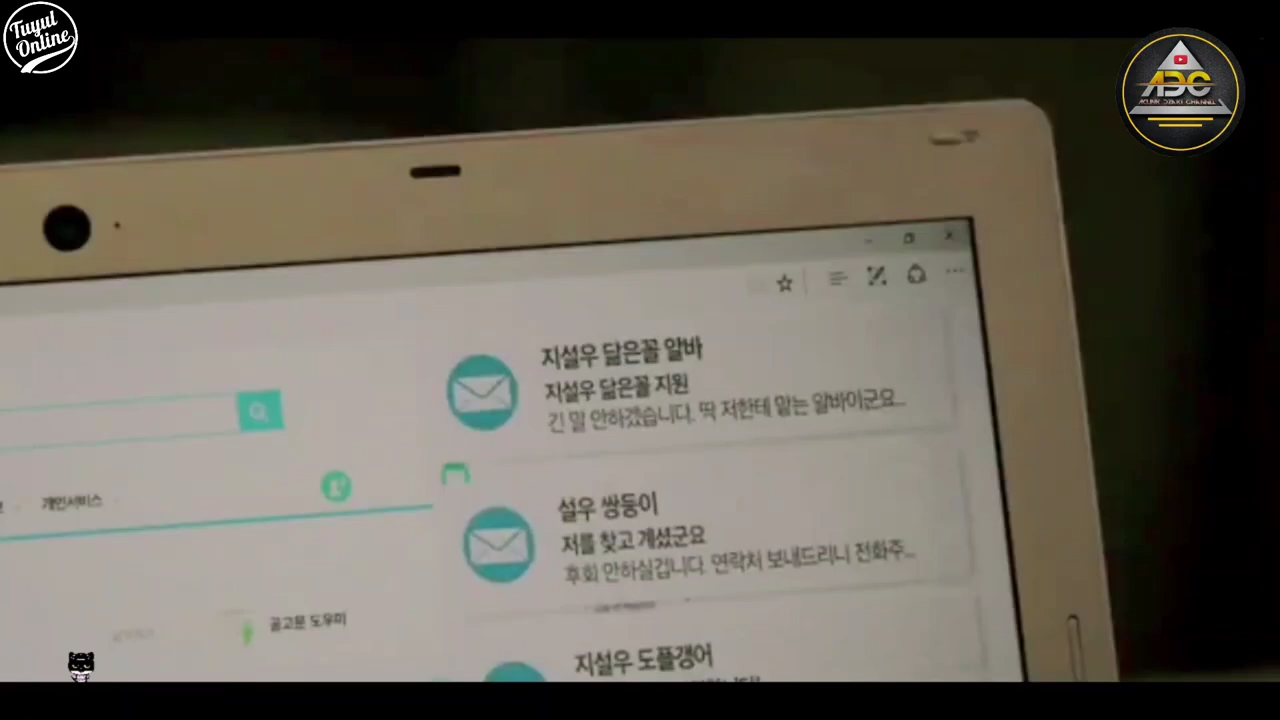 Tuyul
Online
ADC
지설우 닮은꼴 알바
지설우 닮은꼴 지원
긴 말 안하겠습니다. 딱 저한테 맞는 알바이군요...
개인서비스
설우 쌍둥이
저를 찾고 계셨군요
후회 안하실겁니다. 연락처 보내드리니 전화주...
공고문 도우미
지설우 도플갱어